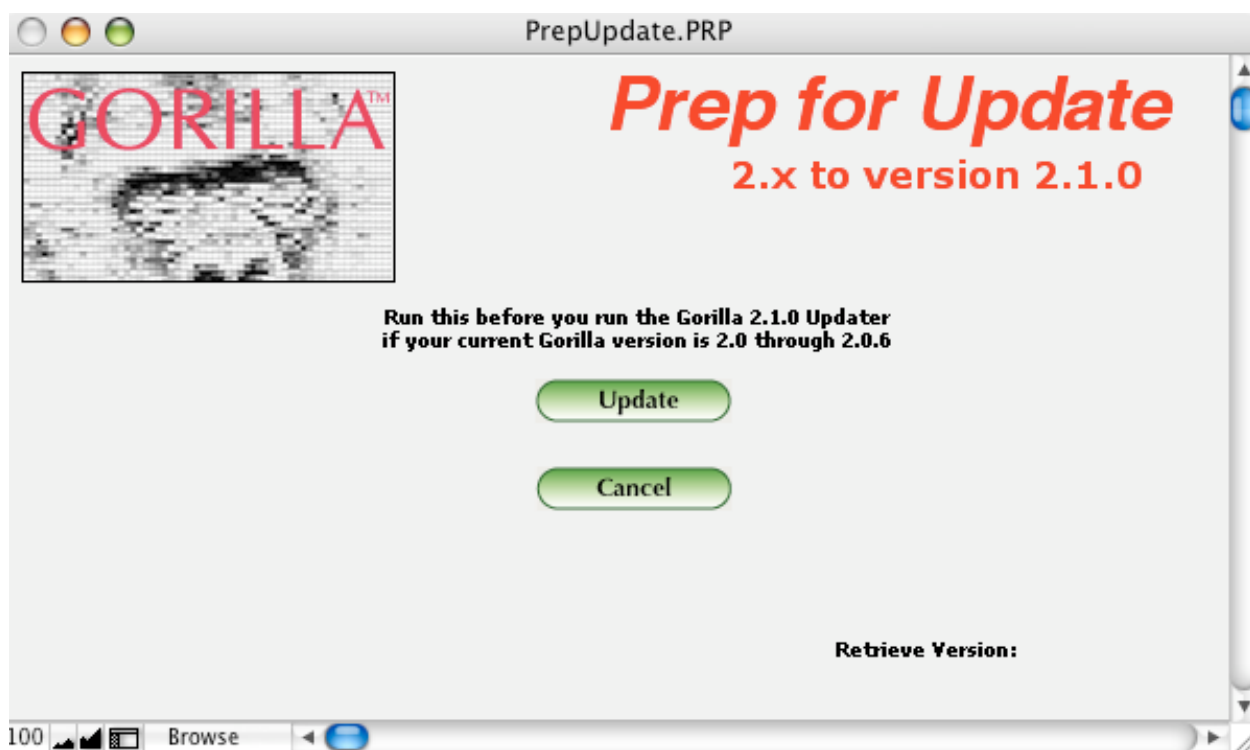 PrepUpdate.PRP
GORILLA™
Prep for Update
2.x to version 2.1.0
Run this before you run the Gorilla 2.1.0 Updater
if your current Gorilla version is 2.0 through 2.0.6
Update
Cancel
Retrieve Version:
100 Browse